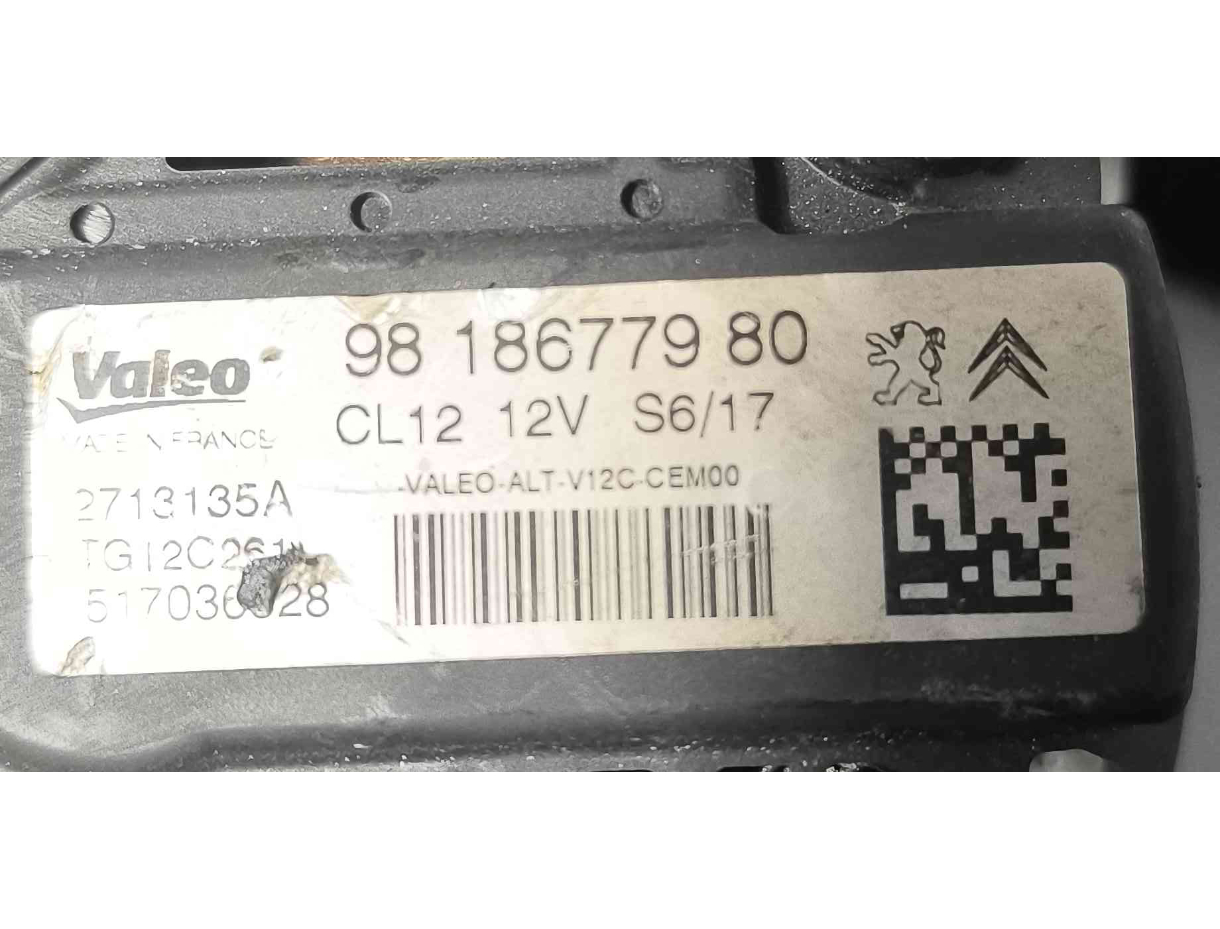 Valeo
MADE IN FRANCE
2713135A
98 186779 80
CL12 12V S6/17
-VALEO-ALT-V12C-CEM00